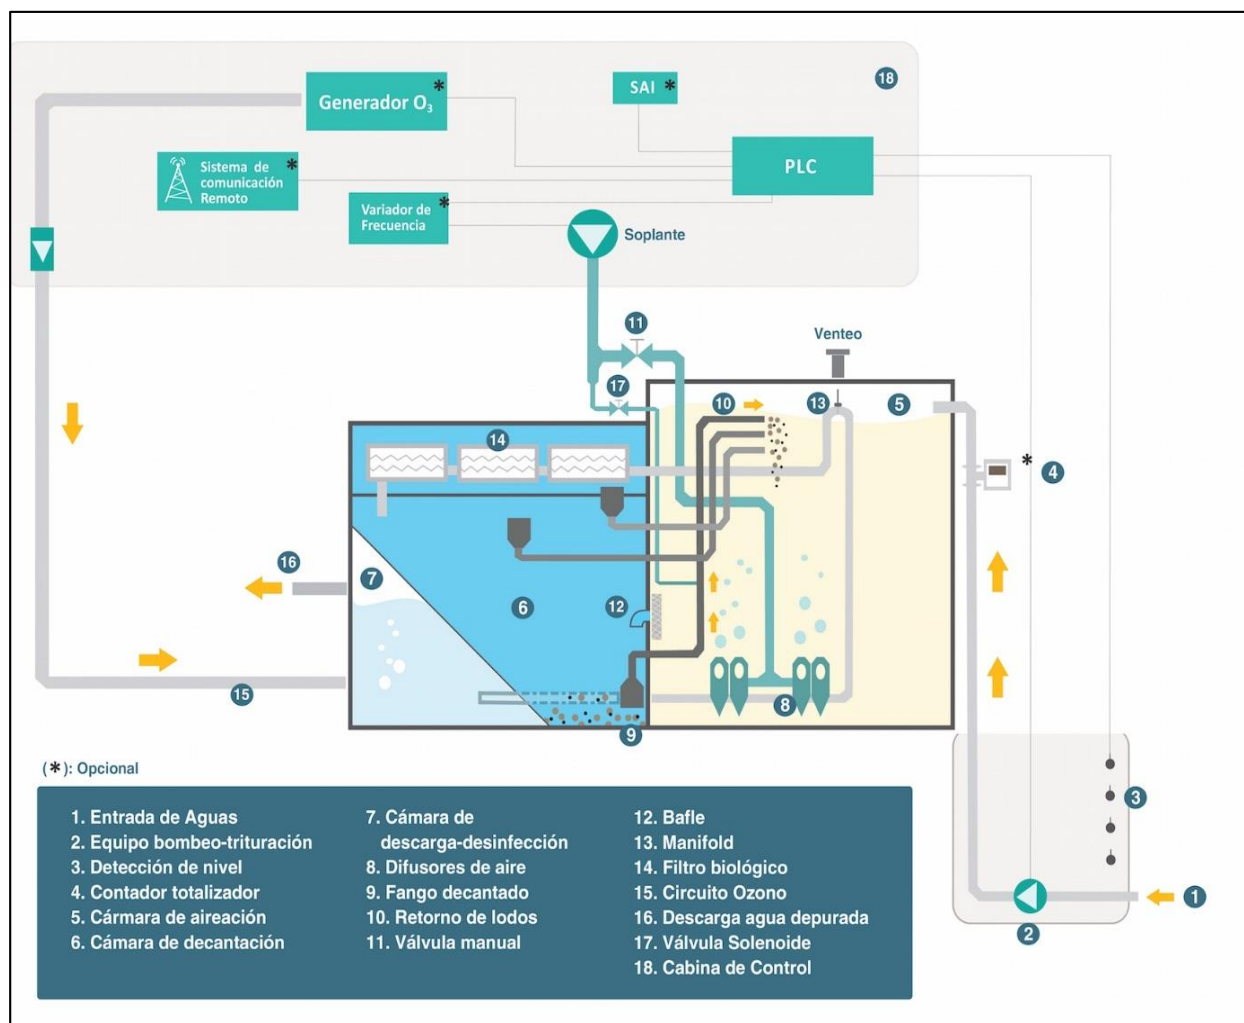 18
Generador O₃ *
SAI *
PLC
Sistema de *
comunicación
Remoto
Variador de *
Frecuencia
Soplante
11
Venteo
17
10
13
5
14
* 4
16
7
6
12
15
8
9
3
1
2
(*): Opcional
1. Entrada de Aguas
2. Equipo bombeo-trituración
3. Detección de nivel
4. Contador totalizador
5. Cármara de aireación
6. Cámara de decantación
7. Cámara de
descarga-desinfección
8. Difusores de aire
9. Fango decantado
10. Retorno de lodos
11. Válvula manual
12. Bafle
13. Manifold
14. Filtro biológico
15. Circuito Ozono
16. Descarga agua depurada
17. Válvula Solenoide
18. Cabina de Control